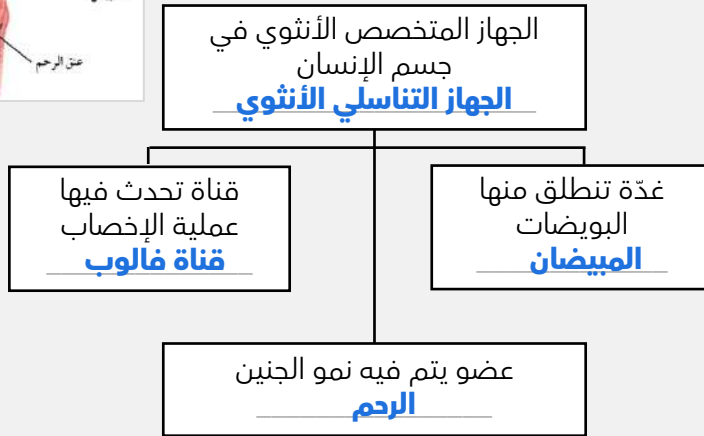 عنق الرحم
الجهاز المتخصص الأنثوي في
جسم الإنسان
الجهاز التناسلي الأنثوي
غدّة تنطلق منها
البويضات
المبيضان
قناة تحدث فيها
عملية الإخصاب
قناة فالوب
عضو يتم فيه نمو الجنين
الرحم